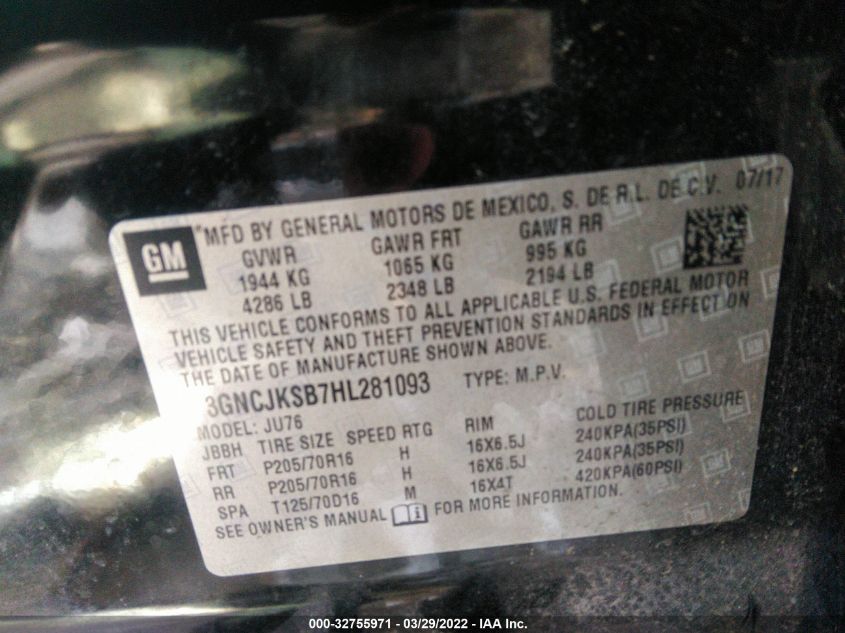 GM
*MFD BY GENERAL MOTORS DE MEXICO, S. DE R.L. DE C.V. 07/17
GVWR GAWR FRT GAWR RR
1944 KG 1065 KG 995 KG
4286 LB 2348 LB 2194 LB
THIS VEHICLE CONFORMS TO ALL APPLICABLE U.S. FEDERAL MOTOR
VEHICLE SAFETY AND THEFT PREVENTION STANDARDS IN EFFECT ON
THE DATE OF MANUFACTURE SHOWN ABOVE.
3GNCJKSB7HL281093 TYPE: M.P.V.
MODEL: JU76
JBBH TIRE SIZE SPEED RTG RIM COLD TIRE PRESSURE
FRT P205/70R16 H 16X6.5J 240KPA(35PSI)
RR P205/70R16 H 16X6.5J 240KPA(35PSI)
SPA T125/70D16 M 16X4T 420KPA(60PSI)
SEE OWNER'S MANUAL FOR MORE INFORMATION.
000-32755971 - 03/29/2022 - IAA Inc.